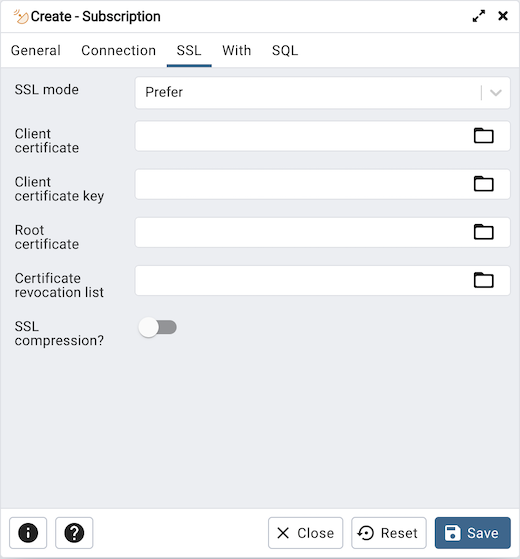 Create - Subscription
General Connection SSL With SQL
SSL mode
Prefer
Client
certificate
Client
certificate key
Root
certificate
Certificate
revocation list
SSL
compression?
Close Reset Save